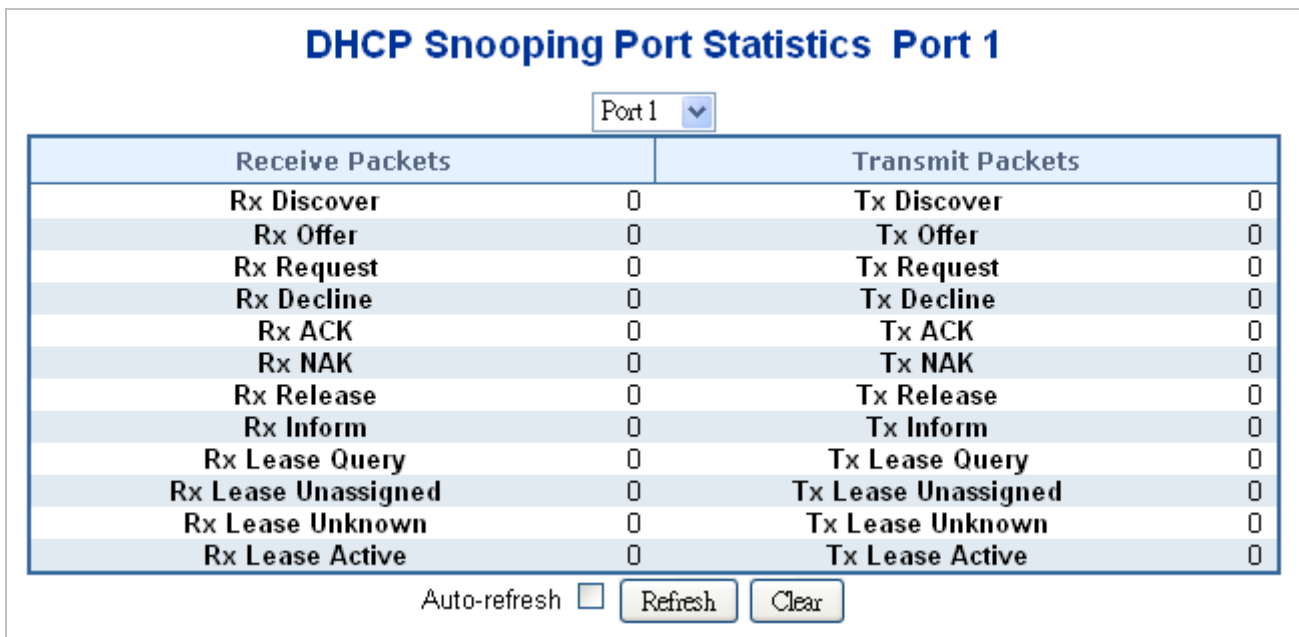 DHCP Snooping Port Statistics Port 1
Port 1
Receive Packets Transmit Packets
Rx Discover 0 Tx Discover 0
Rx Offer 0 Tx Offer 0
Rx Request 0 Tx Request 0
Rx Decline 0 Tx Decline 0
Rx ACK 0 Tx ACK 0
Rx NAK 0 Tx NAK 0
Rx Release 0 Tx Release 0
Rx Inform 0 Tx Inform 0
Rx Lease Query 0 Tx Lease Query 0
Rx Lease Unassigned 0 Tx Lease Unassigned 0
Rx Lease Unknown 0 Tx Lease Unknown 0
Rx Lease Active 0 Tx Lease Active 0
Auto-refresh Refresh Clear